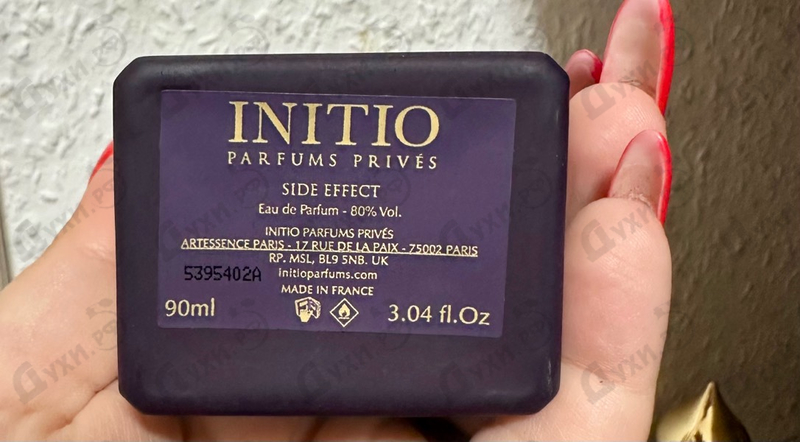 INITIO
PARFUMS PRIVÉS
SIDE EFFECT
Eau de Parfum - 80% Vol.
INITIO PARFUMS PRIVÉS
ARTESSENCE PARIS - 17 RUE DE LA PAIX - 75002 PARIS
RP. MSL, BL9 5NB. UK
5395402A initioparfums.com
MADE IN FRANCE
90ml 3.04 fl.Oz
Духи.рф